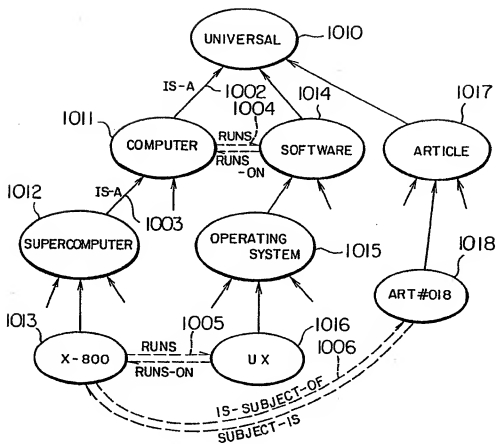 UNIVERSAL
1010
IS-A
1002
1014
1017
1011
RUNS
1004
COMPUTER
SOFTWARE
ARTICLE
RUNS
-ON
1012
IS-A
1003
SUPERCOMPUTER
OPERATING
SYSTEM
1015
1018
ART#018
1013
RUNS
1005
1016
X-800
UX
RUNS-ON
1006
IS-SUBJECT-OF
SUBJECT-IS